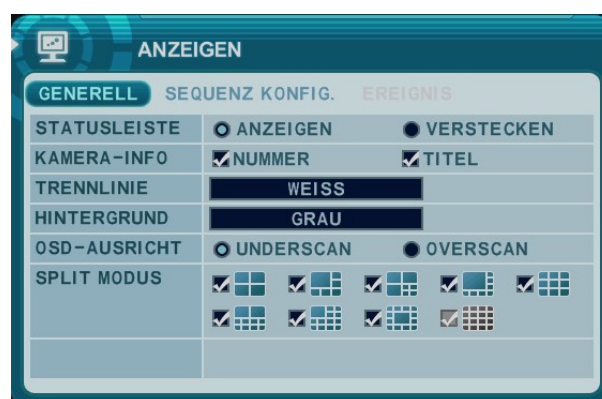 ANZEIGEN
GENERELL SEQUENZ KONFIG. EREIGNIS
STATUSLEISTE ANZEIGEN VERSTECKEN
KAMERA-INFO NUMMER TITEL
TRENNLINIE WEISS
HINTERGRUND GRAU
OSD-AUSRICHT UNDERSCAN OVERSCAN
SPLIT MODUS